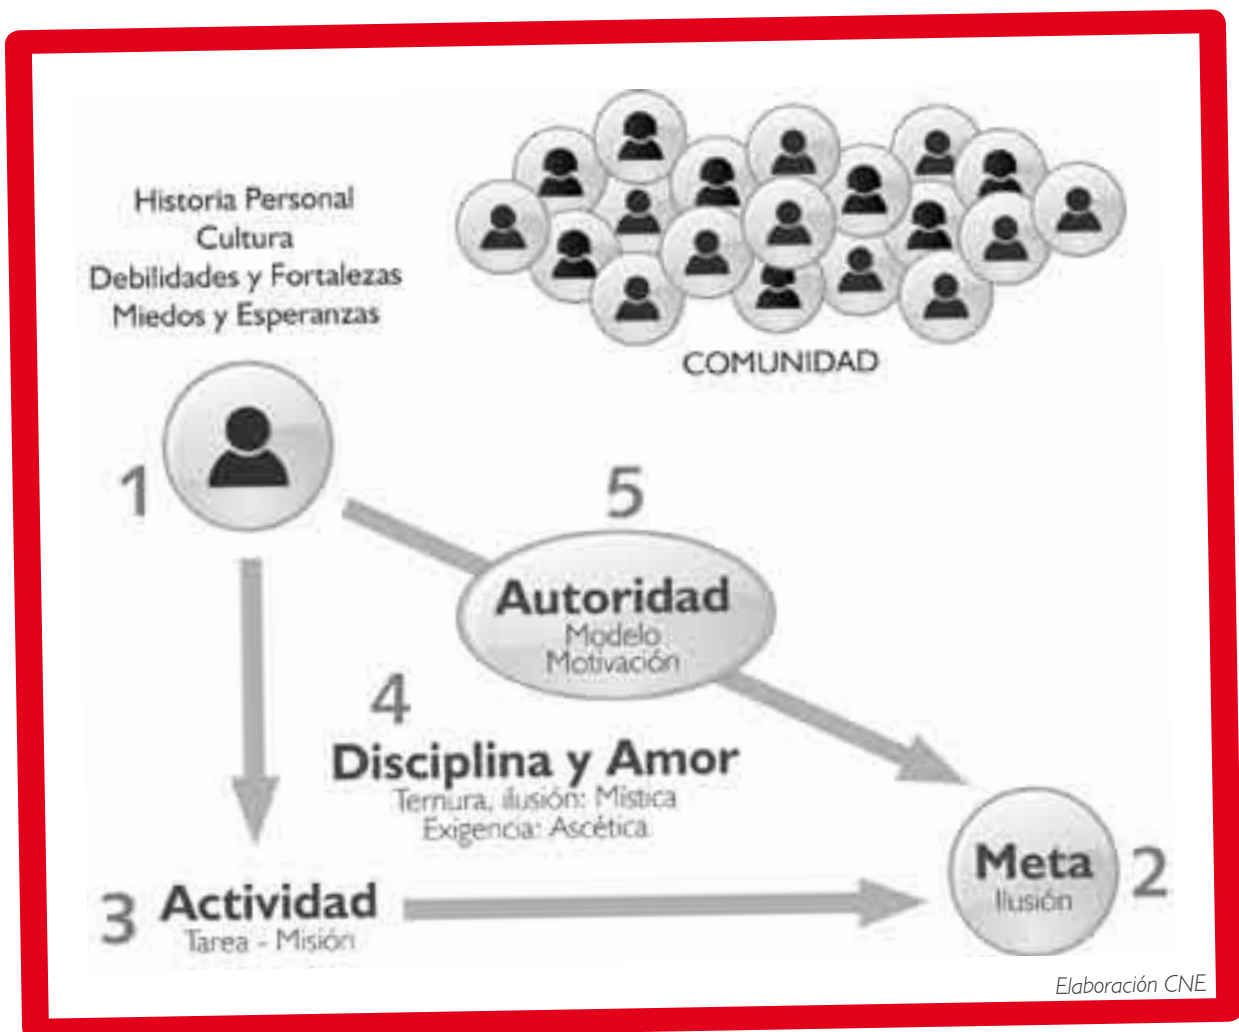 Historia Personal
Cultura
Debilidades y Fortalezas
Miedos y Esperanzas
COMUNIDAD
1
5
Autoridad
Modelo
Motivación
4
Disciplina y Amor
Ternura, ilusión: Mística
Exigencia: Ascética
Meta
Ilusión
2
3
Actividad
Tarea - Misión
Elaboración CNE